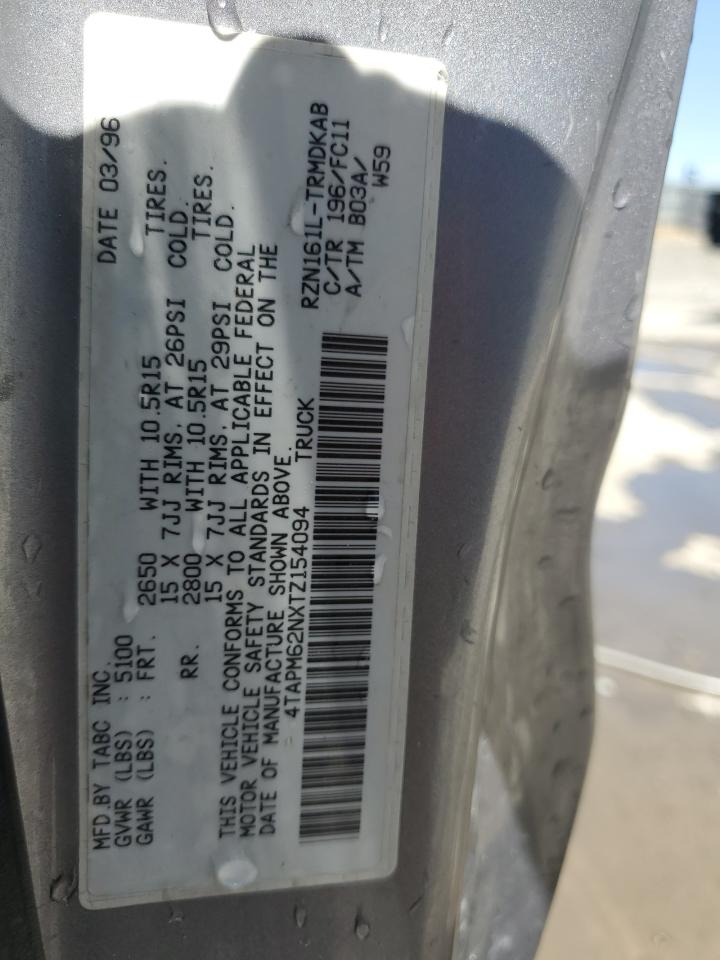 MFD.BY TABC INC. DATE 03/96
GVWR (LBS) : 5100
GAWR (LBS) : FRT. 2650 WITH 10.5R15 TIRES.
15 X 7JJ RIMS, AT 26PSI COLD.
RR. 2800 WITH 10.5R15 TIRES.
15 X 7JJ RIMS, AT 29PSI COLD.
THIS VEHICLE CONFORMS TO ALL APPLICABLE FEDERAL
MOTOR VEHICLE SAFETY STANDARDS IN EFFECT ON THE
DATE OF MANUFACTURE SHOWN ABOVE.
4TAPM62NXTZ154094 TRUCK
RZN161L-TRMDKAB
C/TR 196/FC11
A/TM B03A/
W59